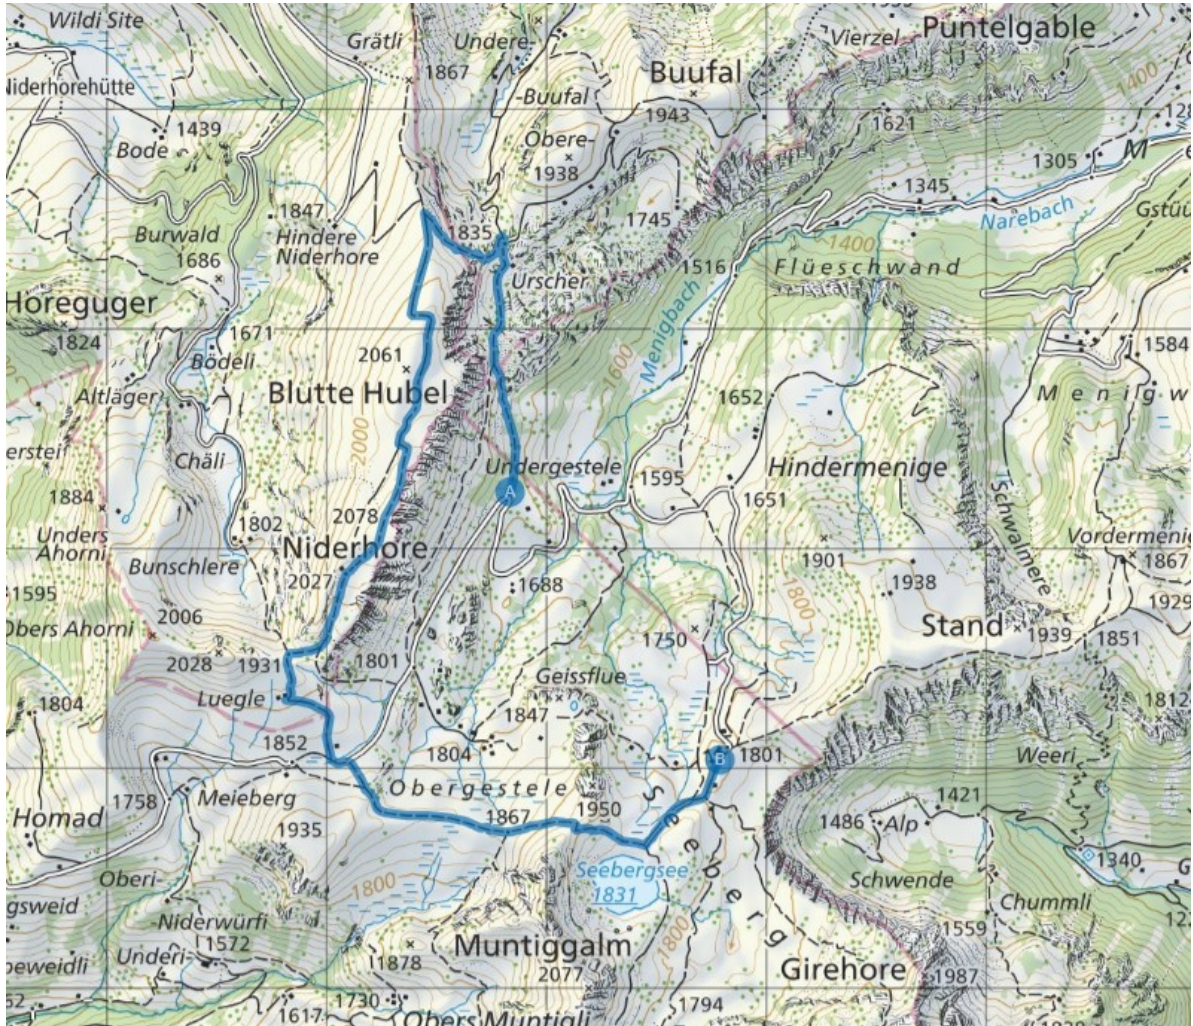 Wildi Site
Grätli
Undere-
Vierzel
Puntelgable
1867
Buufal
1400
Niderhorehütte
-Buufal
1943
1439
Obere-
1621
Bode
1938
1305
1847
1745
1345
Burwald
Hindere
Niderhore
1835
Narebach
1686
1516
1400
Flüeschwand
Urscher
Horeguger
Menigbach
1824
1671
2061
1600
1584
Bödeli
Altläger
Blutte Hubel
1652
2000
Chäli
Undergestele
1595
Hindermenige
1884
A
1651
Schwalmere
Unders
Ahorni
1802
2078
Vordermenig
Bunschlere
Niderhore
1901
1867
2027
1688
1938
1595
1800
1929
Obers Ahorni
2006
1750
Stand
1939
1851
2028
1931
1801
Geissflue
Luegle
1812
1804
1847
1852
1804
B
1801
Weeri
Obergestele
1758
Meieberg
1950
Seeberg
1421
Homad
1867
1486
Alp
1935
1340
Oberi-
1800
Seebergsee
1831
Schwende
-Niderwürfi
Chummli
1572
Muntiggalm
1800
1559
Underi-
1878
2077
Girehore
1987
1730
1794
1617
Obers Muntigli